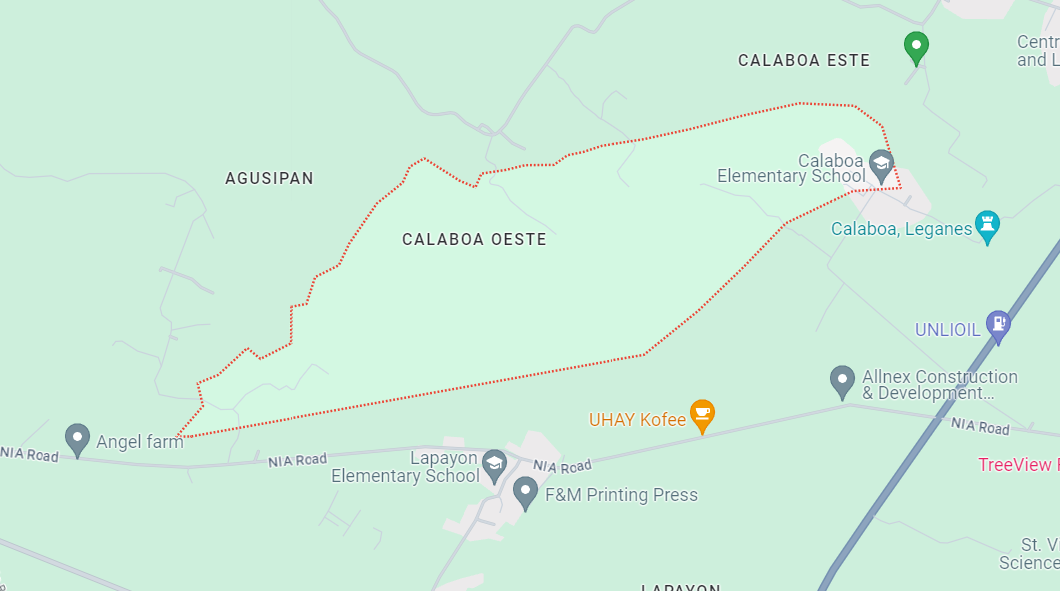 CALABOA ESTE
Centr
and L
AGUSIPAN
Calaboa
Elementary School
CALABOA OESTE
Calaboa, Leganes
UNLIOIL
Allnex Construction
& Development...
UHAY Kofee
NIA Road
Angel farm
NIA Road
NIA Road
Lapayon
Elementary School
NIA Road
F&M Printing Press
TreeView
St. V
Science
LAPAYON